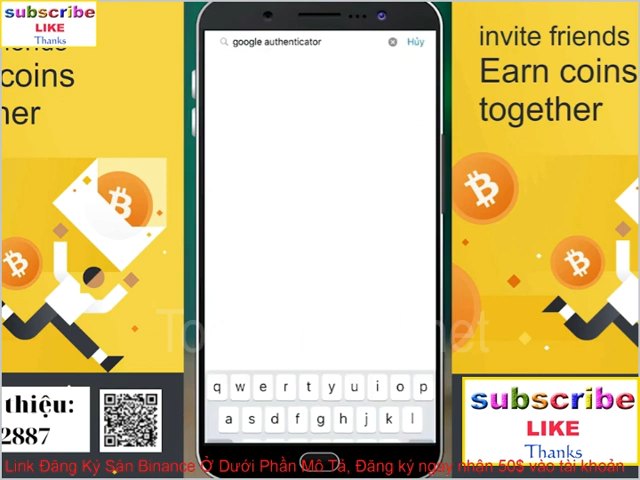 subscribe
LIKE
Thanks
coins
her
google authenticator
Hủy
invite friends
Earn coins
together
q w e r t y u i o p
a s d f g h j k l
thiệu:
2887
subscribe
LIKE
Thanks
Link Đăng Ký Sàn Binance Ở Dưới Phần Mô Tả, Đăng ký ngay nhận 50$ vào tài khoản